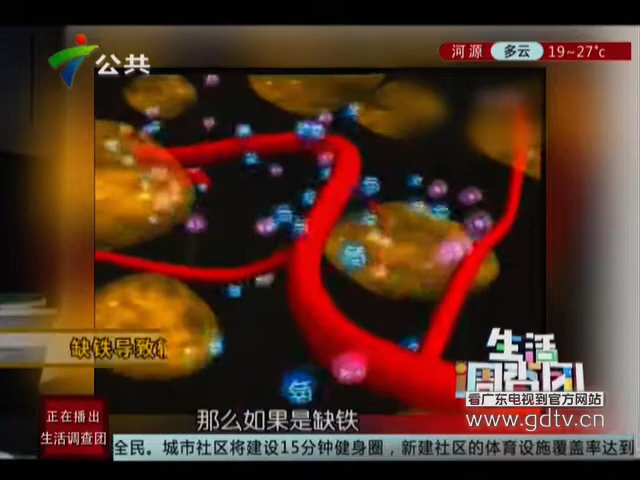 公共
河源 多云 19~27℃
氧
缺铁导致
生活
调查团
看广东电视到官方网站
www.gdtv.cn
那么如果是缺铁
正在播出
生活调查团
全民。城市社区将建设15分钟健身圈，新建社区的体育设施覆盖率达到